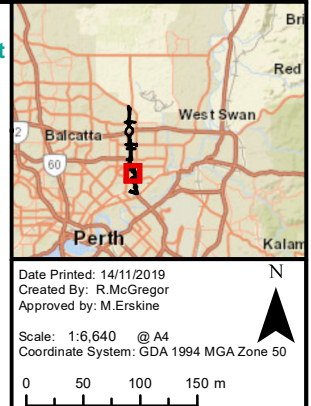 t
Bri
Red
West Swan
2
Balcatta
60
Perth
Kalam
Date Printed: 14/11/2019
Created By: R.McGregor
Approved by: M.Erskine
N
Scale: 1:6,640 @ A4
Coordinate System: GDA 1994 MGA Zone 50
0 50 100 150 m